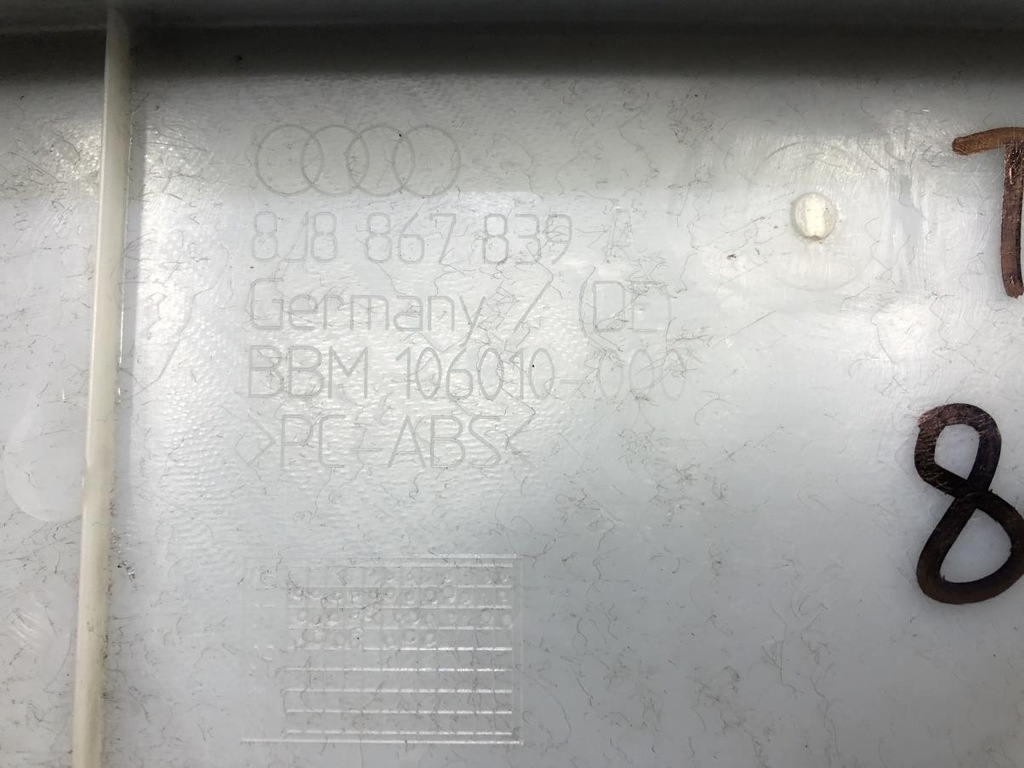 8J8 867 839 A
Germany / (DE)
BBM 106010-000
>PC-ABS<
T
8